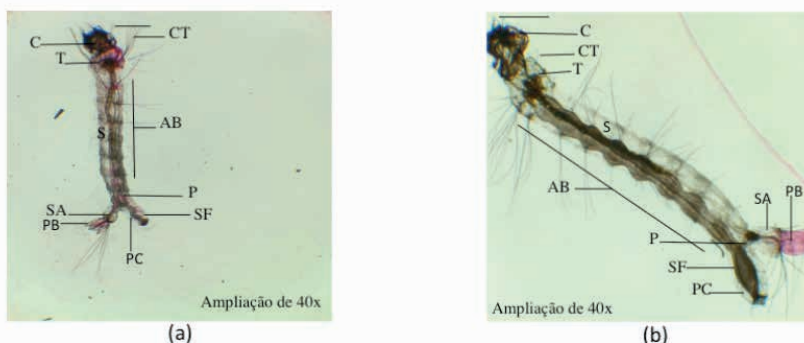 C
CT
T
S
AB
P
SA
SF
PB
PC
Ampliação de 40x
(a)
C
CT
T
S
AB
SA
PB
P
SF
PC
Ampliação de 40x
(b)